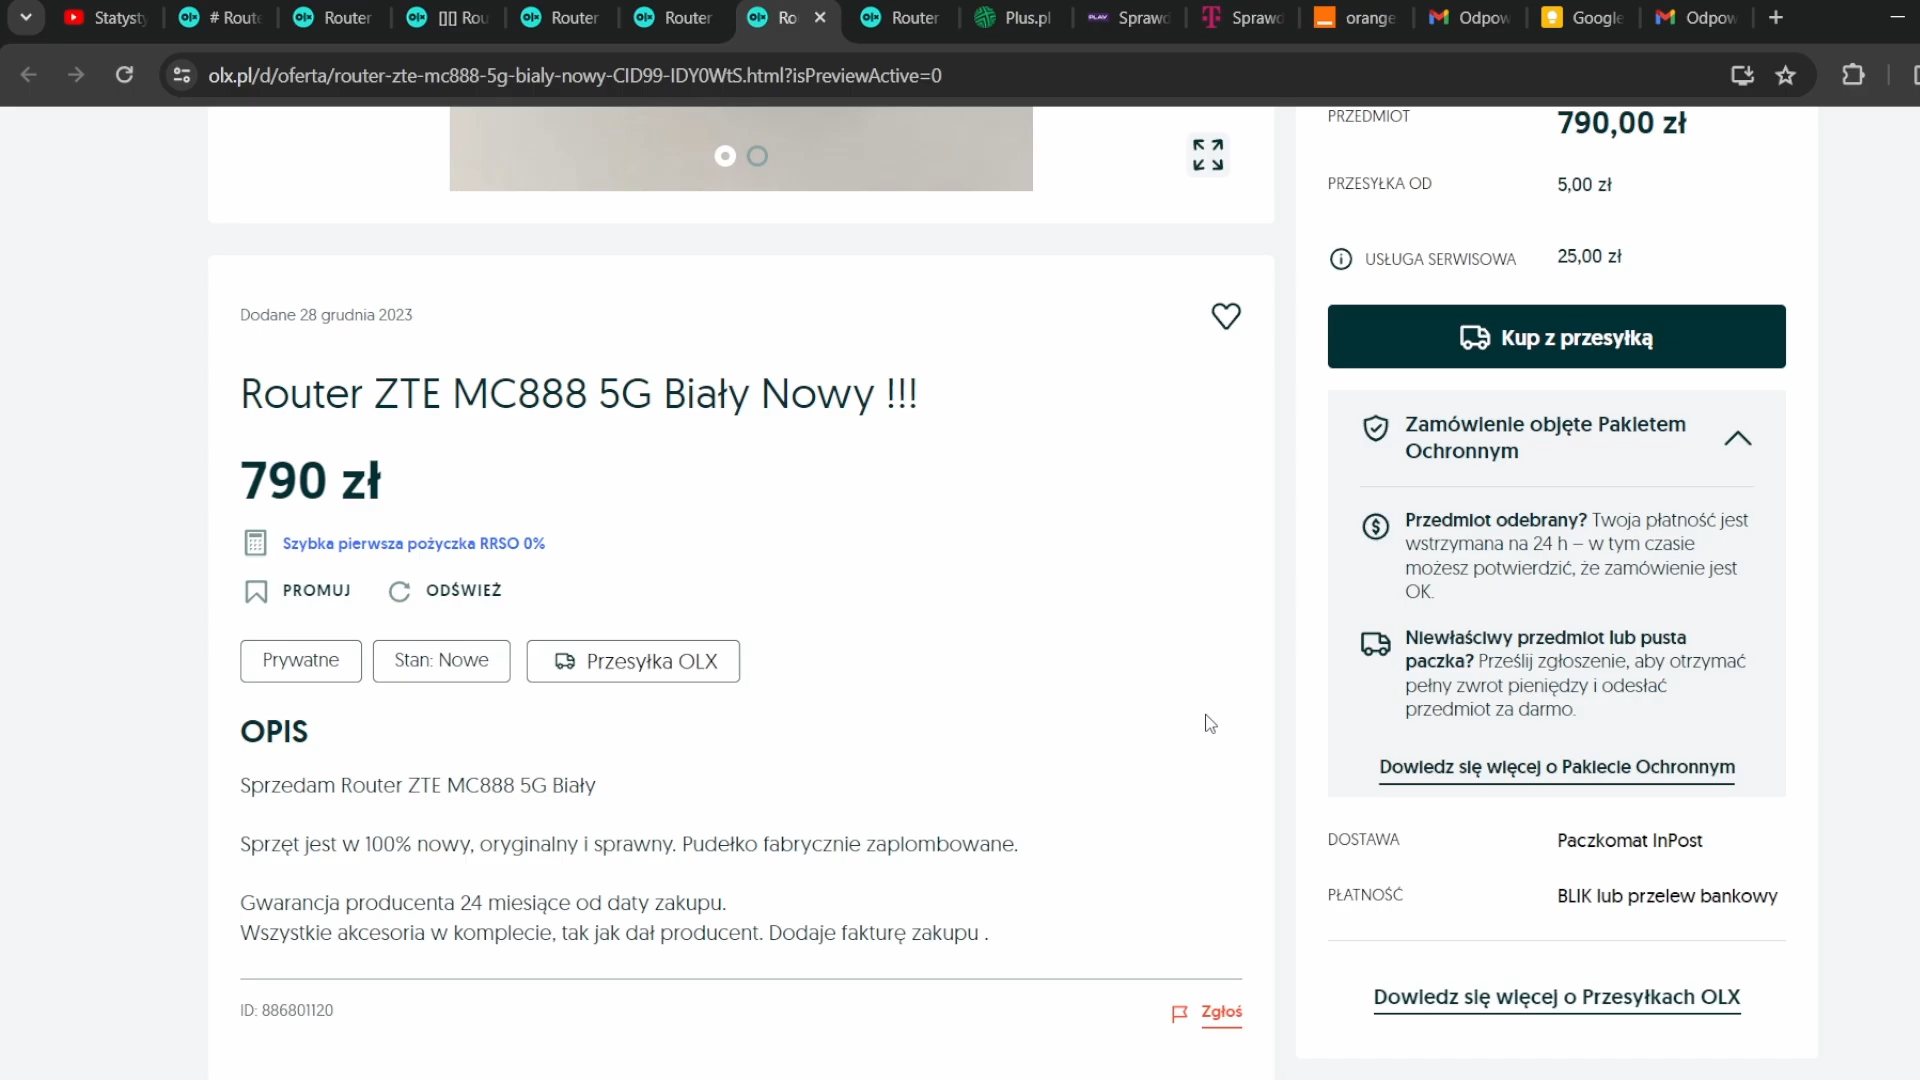 Statyst
# Route
Router
[][] Rou
Router
Router
Ro
Router
Plus.pl
PLAY
Sprawd
Sprawd
orange
Odpow
Google
Odpow
olx.pl/d/oferta/router-zte-mc888-5g-bialy-nowy-CID99-IDY0WtS.html?isPreviewActive=0
PRZEDMIOT
790,00 zł
PRZESYŁKA OD
5,00 zł
USŁUGA SERWISOWA
25,00 zł
Kup z przesyłką
Zamówienie objęte Pakietem
Ochronnym
Przedmiot odebrany? Twoja płatność jest
wstrzymana na 24 h – w tym czasie
możesz potwierdzić, że zamówienie jest
OK.
Niewłaściwy przedmiot lub pusta
paczka? Prześlij zgłoszenie, aby otrzymać
pełny zwrot pieniędzy i odesłać
przedmiot za darmo.
Dowiedz się więcej o Pakiecie Ochronnym
DOSTAWA
Paczkomat InPost
PŁATNOŚĆ
BLIK lub przelew bankowy
Dowiedz się więcej o Przesyłkach OLX
Dodane 28 grudnia 2023
Router ZTE MC888 5G Biały Nowy !!!
790 zł
Szybka pierwsza pożyczka RRSO 0%
PROMUJ
ODŚWIEŻ
Prywatne
Stan: Nowe
Przesyłka OLX
OPIS
Sprzedam Router ZTE MC888 5G Biały
Sprzęt jest w 100% nowy, oryginalny i sprawny. Pudełko fabrycznie zaplombowane.
Gwarancja producenta 24 miesiące od daty zakupu.
Wszystkie akcesoria w komplecie, tak jak dał producent. Dodaje fakturę zakupu .
ID: 886801120
Zgłoś